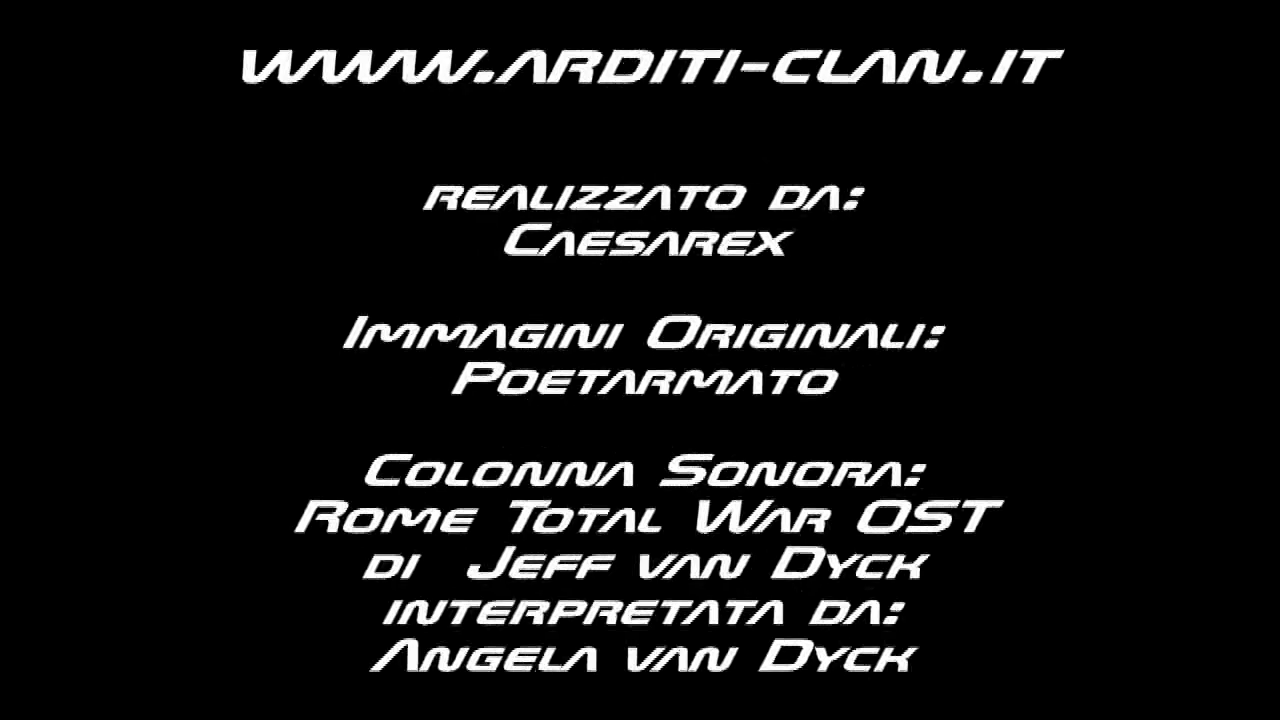 www.arditi-clan.it
realizzato da:
Caesarex
Immagini Originali:
Poetarmato
Colonna Sonora:
Rome Total War OST
di Jeff van Dyck
interpretata da:
Angela van Dyck